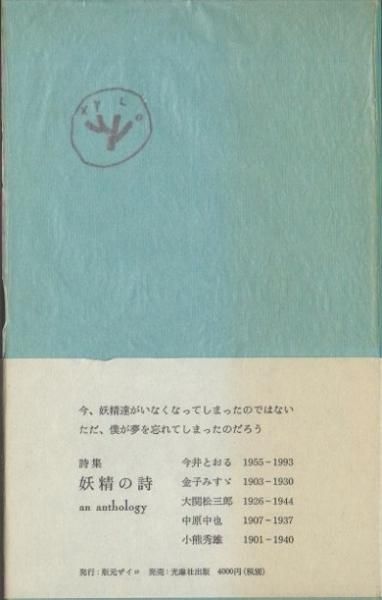 XYLO
今、妖精達がいなくなってしまったのではない
ただ、僕が夢を忘れてしまったのだろう
詩集
妖精の詩
an anthology
今井とおる 1955-1993
金子みすゞ 1903-1930
大関松三郎 1926-1944
中原中也 1907-1937
小熊秀雄 1901-1940
発行:版元ザイロ 発売:光琳社出版 4000円(税別)